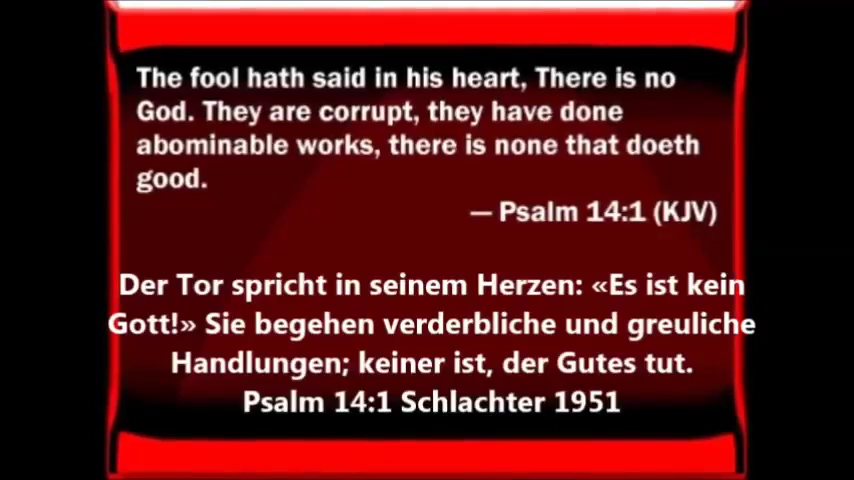 The fool hath said in his heart, There is no
God. They are corrupt, they have done
abominable works, there is none that doeth
good.
— Psalm 14:1 (KJV)
Der Tor spricht in seinem Herzen: «Es ist kein
Gott!» Sie begehen verderbliche und greuliche
Handlungen; keiner ist, der Gutes tut.
Psalm 14:1 Schlachter 1951